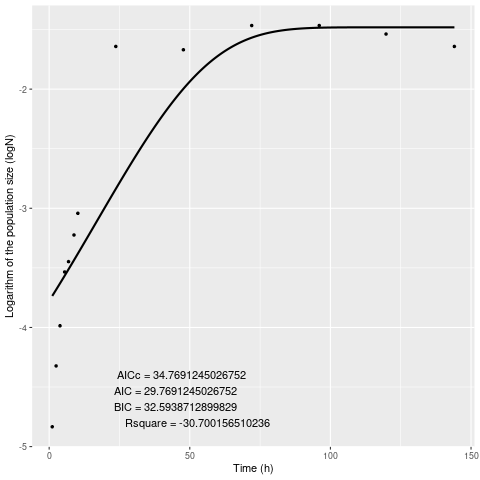 Logarithm of the population size (logN)
-2
-3
-4
-5
AICc = 34.7691245026752
AIC = 29.7691245026752
BIC = 32.5938712899829
Rsquare = -30.700156510236
0 50 100 150
Time (h)